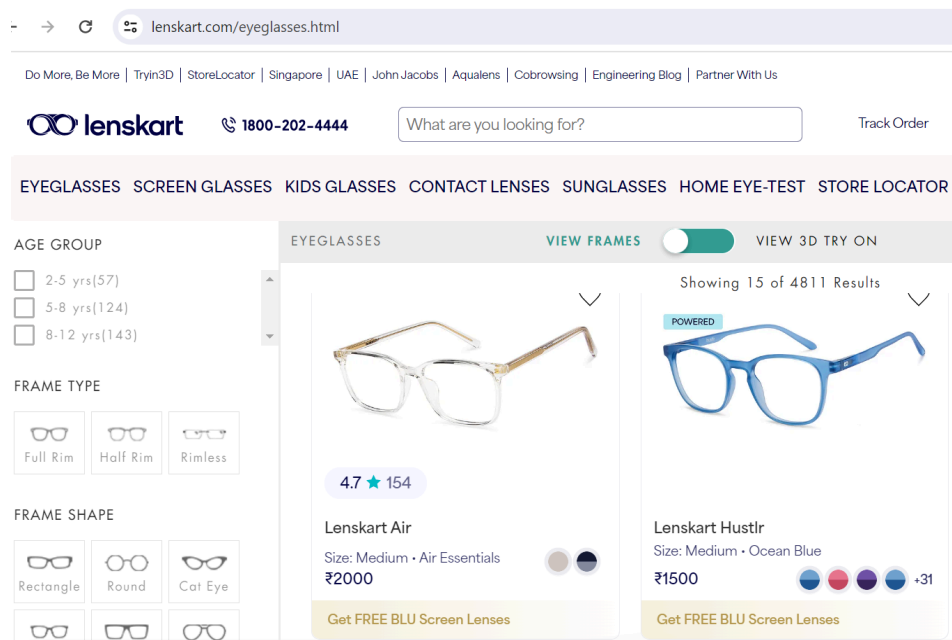 lenskart.com/eyeglasses.html
Do More, Be More | Tryin3D | StoreLocator | Singapore | UAE | John Jacobs | Aqualens | Cobrowsing | Engineering Blog | Partner With Us
lenskart
1800-202-4444
What are you looking for?
Track Order
EYEGLASSES SCREEN GLASSES KIDS GLASSES CONTACT LENSES SUNGLASSES HOME EYE-TEST STORE LOCATOR
AGE GROUP
2-5 yrs(57)
5-8 yrs(124)
8-12 yrs(143)
FRAME TYPE
Full Rim
Half Rim
Rimless
FRAME SHAPE
Rectangle
Round
Cat Eye
EYEGLASSES
VIEW FRAMES
VIEW 3D TRY ON
Showing 15 of 4811 Results
4.7 ★ 154
Lenskart Air
Size: Medium • Air Essentials
₹2000
Get FREE BLU Screen Lenses
POWERED
Lenskart Hustlr
Size: Medium • Ocean Blue
₹1500
+31
Get FREE BLU Screen Lenses